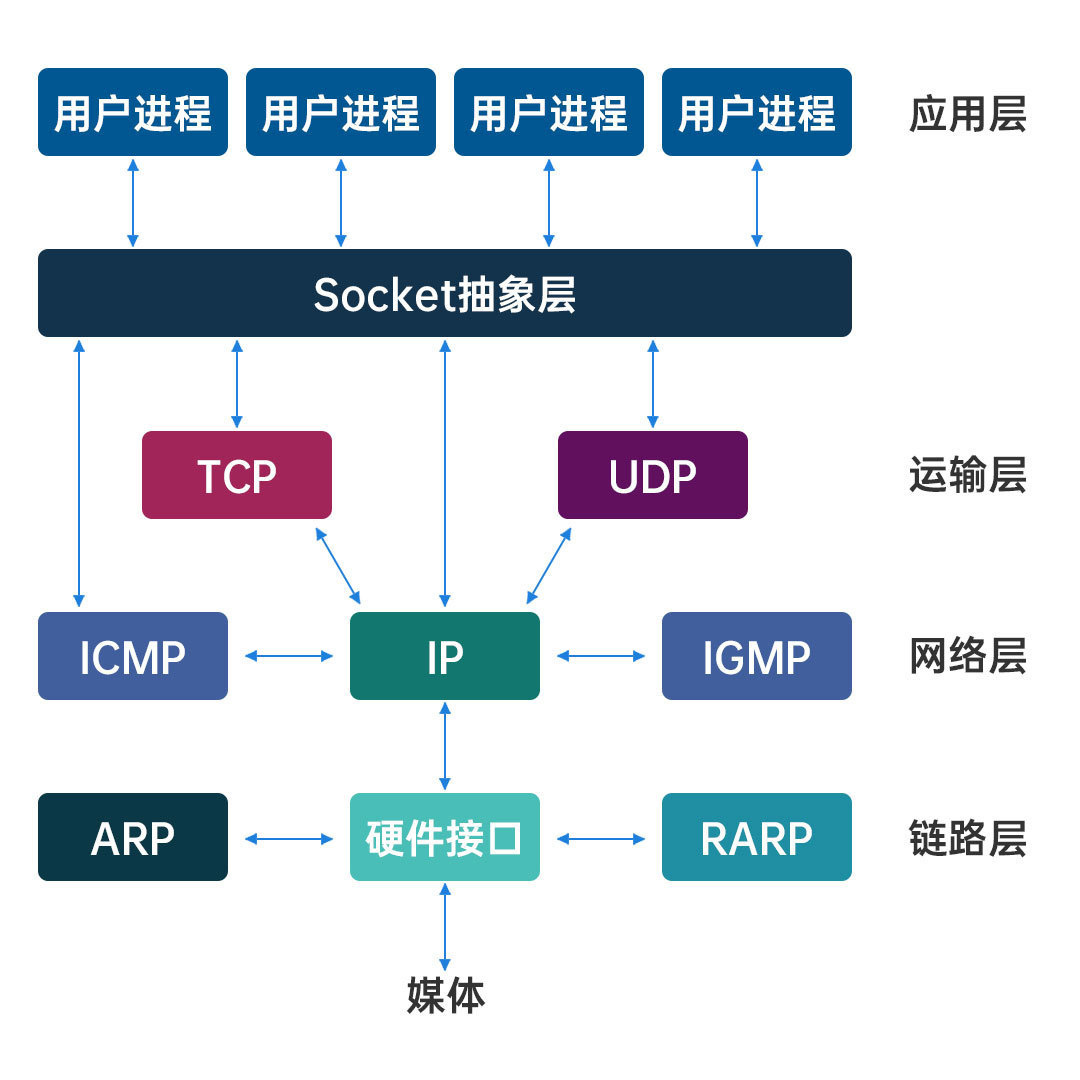 用户进程 用户进程 用户进程 用户进程 应用层
Socket抽象层
TCP UDP 运输层
ICMP IP IGMP 网络层
ARP 硬件接口 RARP 链路层
媒体